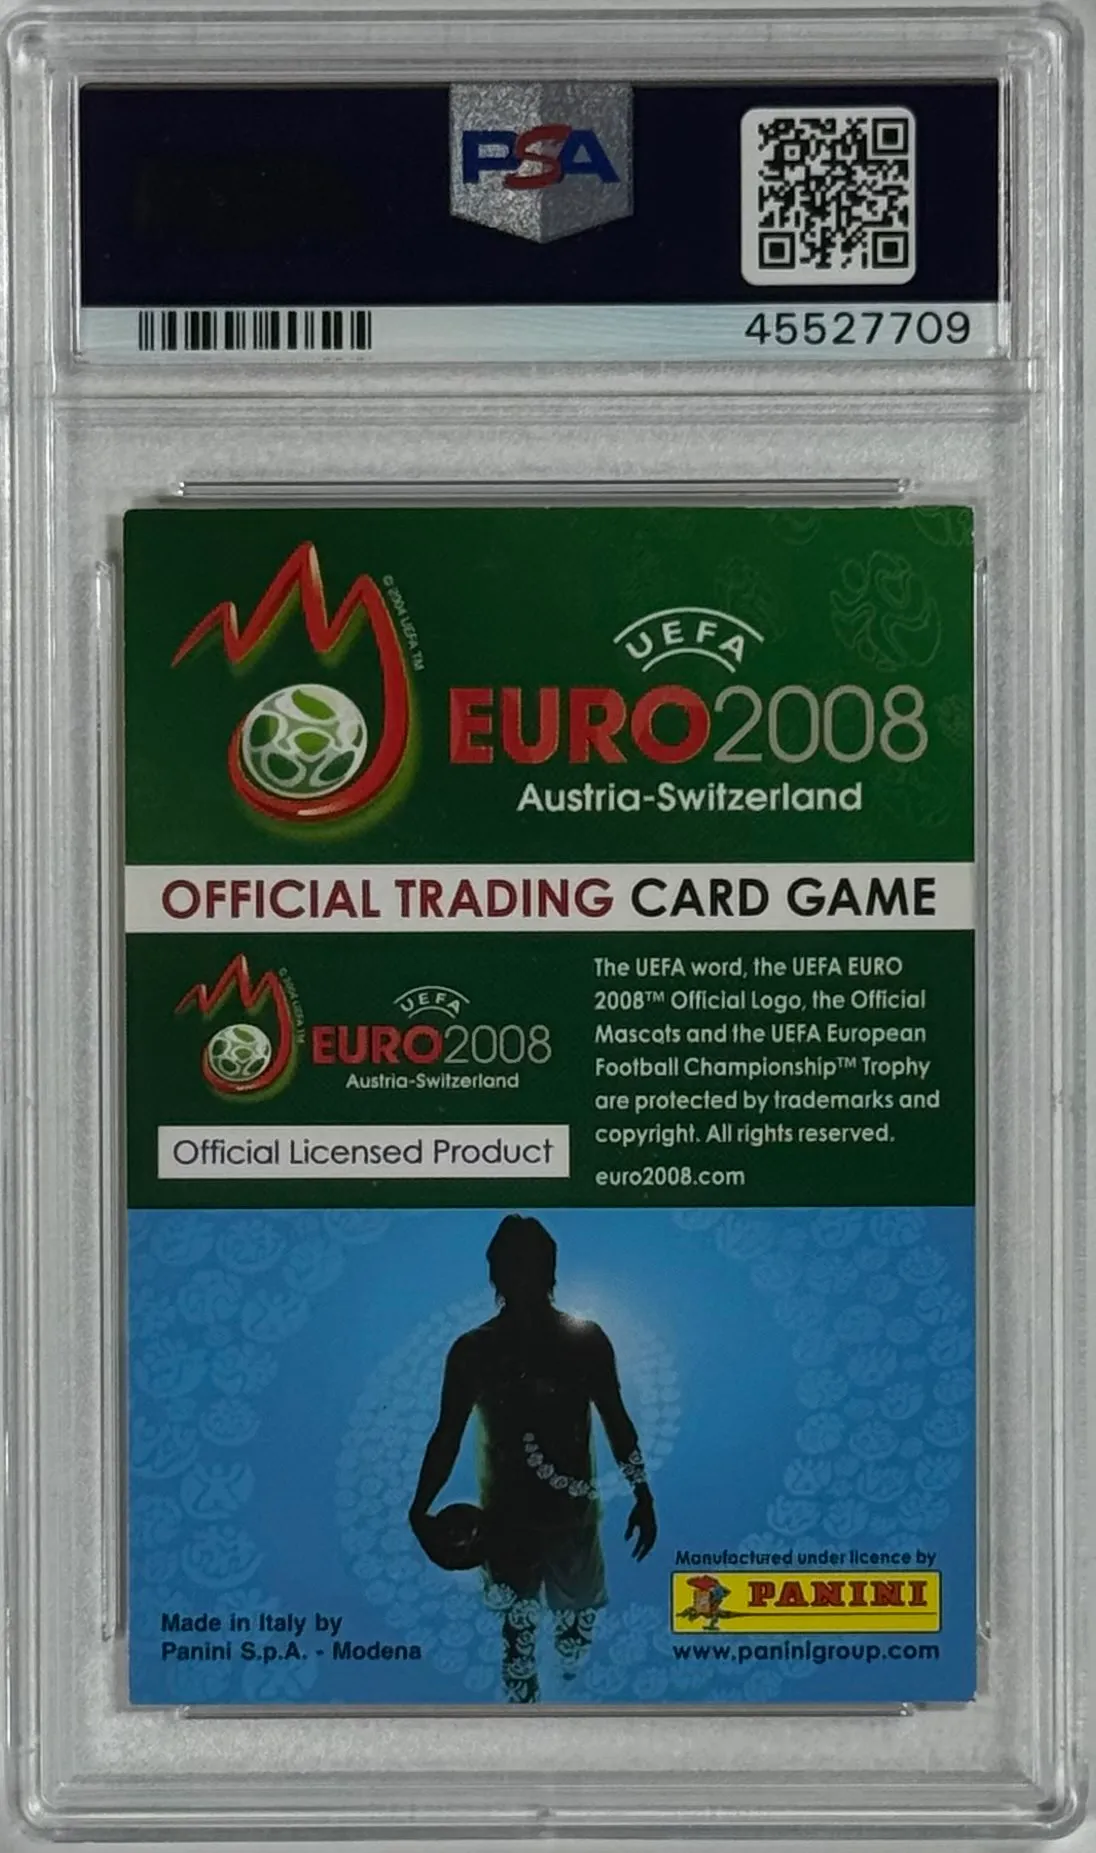 PSA
45527709
© 2004 UEFA TM
UEFA
EURO2008
Austria-Switzerland
OFFICIAL TRADING CARD GAME
© 2004 UEFA TM
UEFA
EURO2008
Austria-Switzerland
Official Licensed Product
The UEFA word, the UEFA EURO
2008™ Official Logo, the Official
Mascots and the UEFA European
Football Championship™ Trophy
are protected by trademarks and
copyright. All rights reserved.
euro2008.com
Made in Italy by
Panini S.p.A. - Modena
Manufactured under licence by
PANINI
www.paninigroup.com